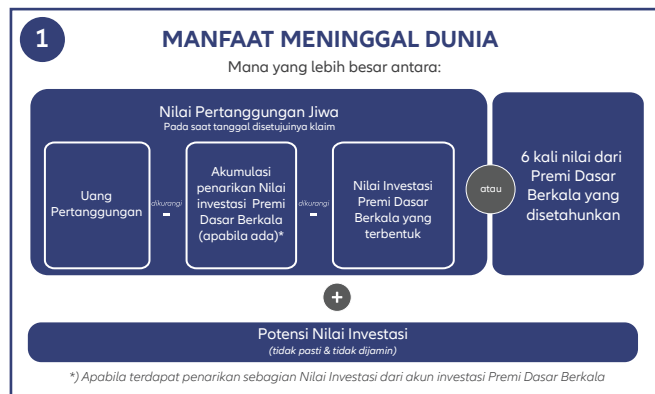 1
MANFAAT MENINGGAL DUNIA
Mana yang lebih besar antara:
Nilai Pertanggungan Jiwa
Pada saat tanggal disetujuinya klaim
Uang
Pertanggungan
dikurangi
-
Akumulasi
penarikan Nilai
investasi Premi
Dasar Berkala
(apabila ada)*
dikurangi
-
Nilai Investasi
Premi Dasar
Berkala yang
terbentuk
atau
6 kali nilai dari
Premi Dasar
Berkala yang
disetahunkan
+
Potensi Nilai Investasi
(tidak pasti & tidak dijamin)
*) Apabila terdapat penarikan sebagian Nilai Investasi dari akun investasi Premi Dasar Berkala